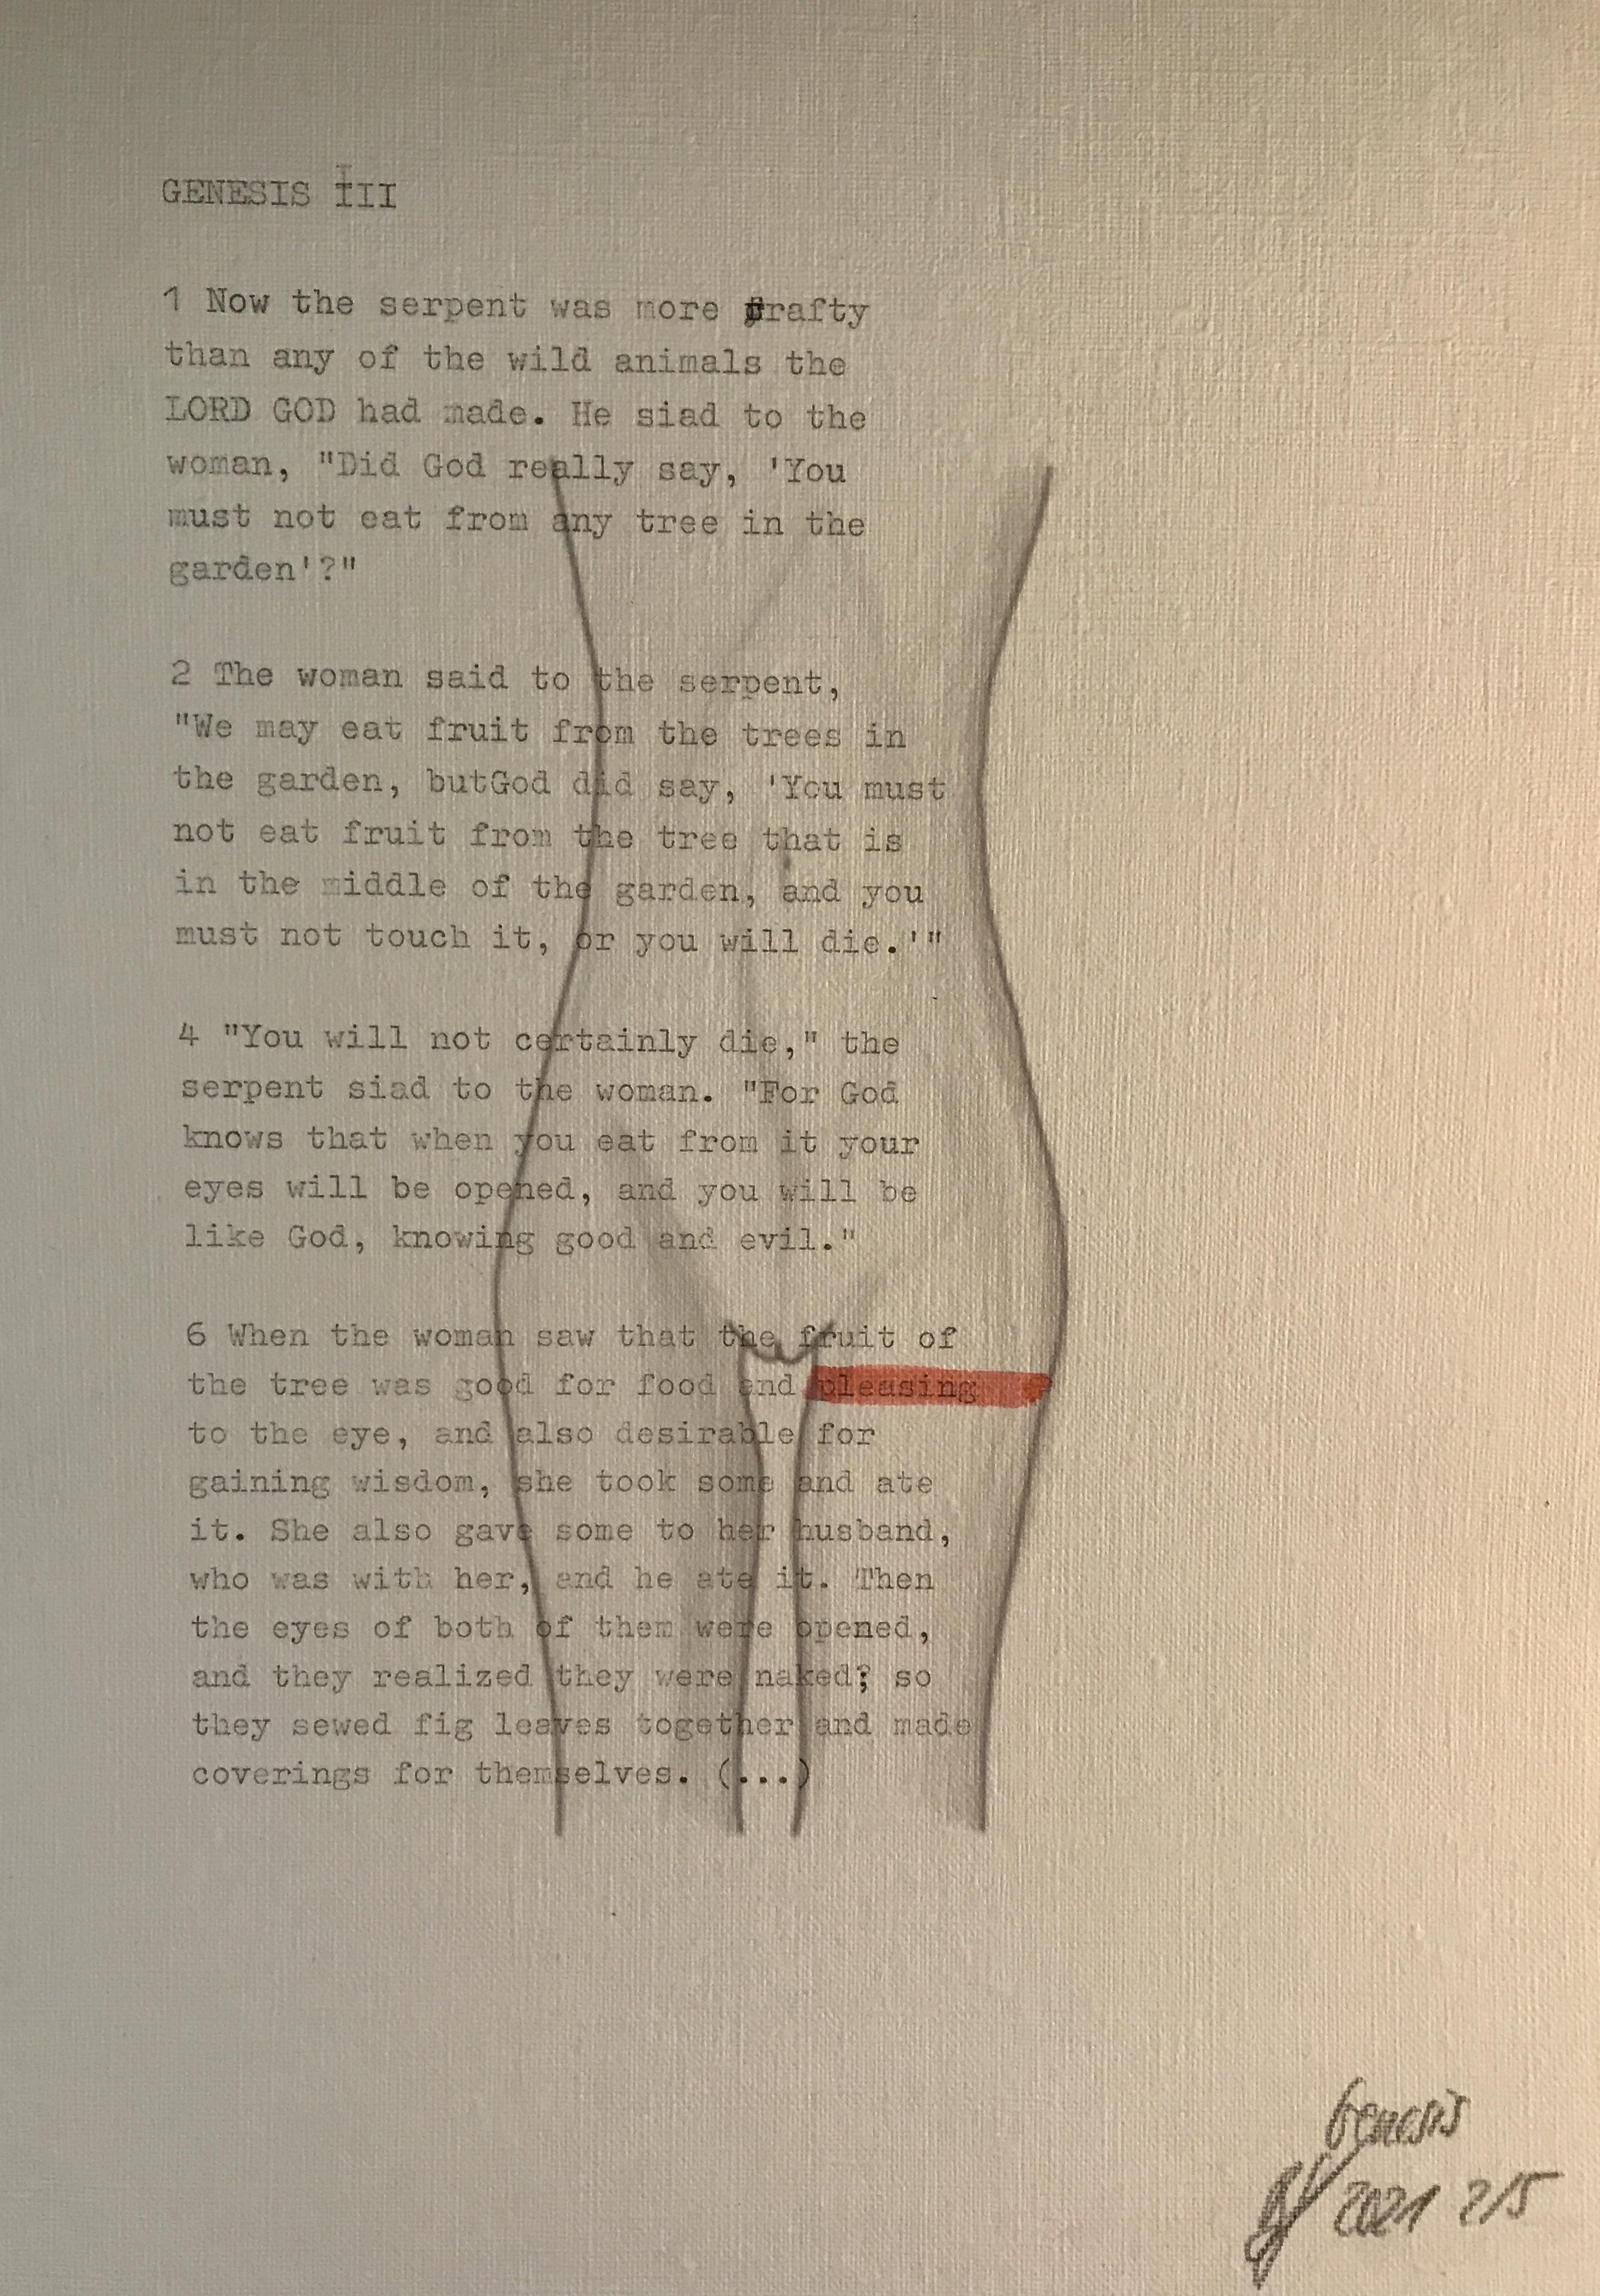 GENESIS III
1 Now the serpent was more crafty
than any of the wild animals the
LORD GOD had made. He siad to the
woman, "Did God really say, 'You
must not eat from any tree in the
garden'?"
2 The woman said to the serpent,
"We may eat fruit from the trees in
the garden, butGod did say, 'You must
not eat fruit from the tree that is
in the middle of the garden, and you
must not touch it, or you will die.'"
4 "You will not certainly die," the
serpent siad to the woman. "For God
knows that when you eat from it your
eyes will be opened, and you will be
like God, knowing good and evil."
6 When the woman saw that the fruit of
the tree was good for food and pleasing
to the eye, and also desirable for
gaining wisdom, she took some and ate
it. She also gave some to her husband,
who was with her, and he ate it. Then
the eyes of both of them were opened,
and they realized they were naked; so
they sewed fig leaves together and made
coverings for themselves. (...)
Genesis
2021 2/5